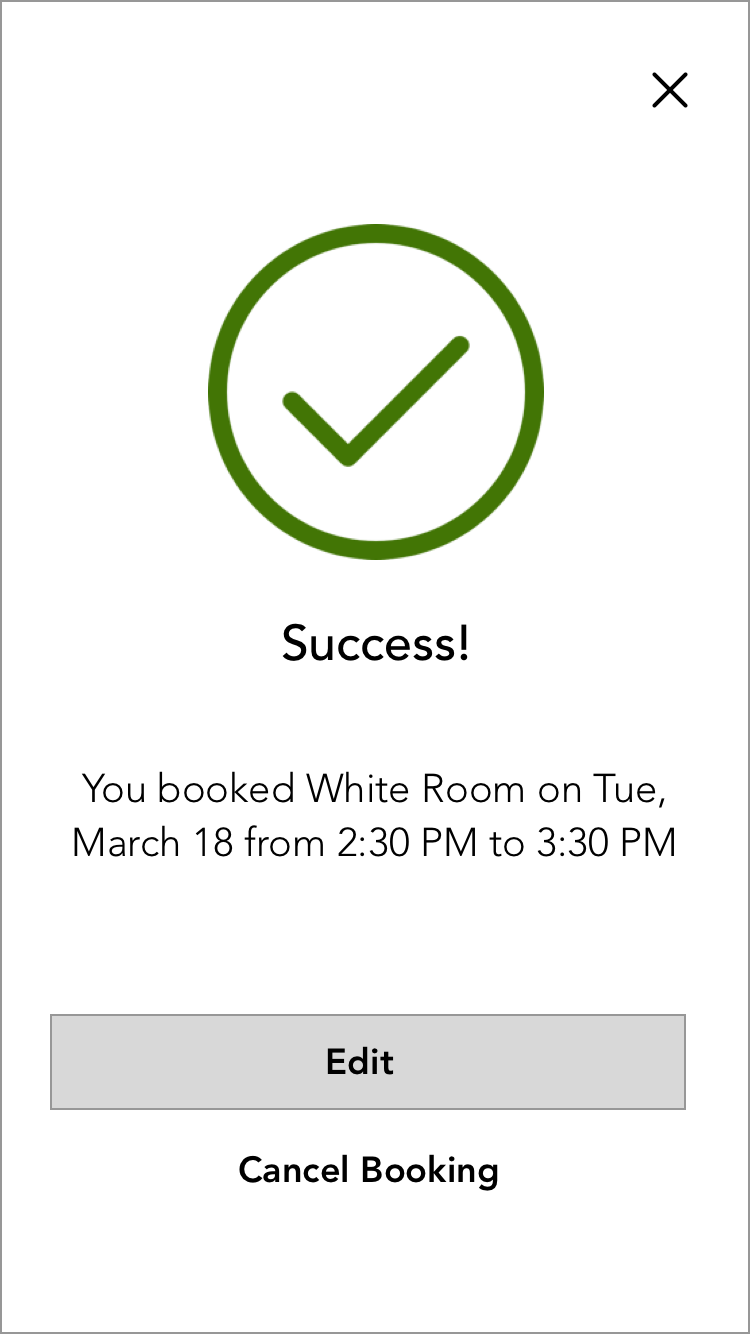 Success!
You booked White Room on Tue,
March 18 from 2:30 PM to 3:30 PM
Edit
Cancel Booking